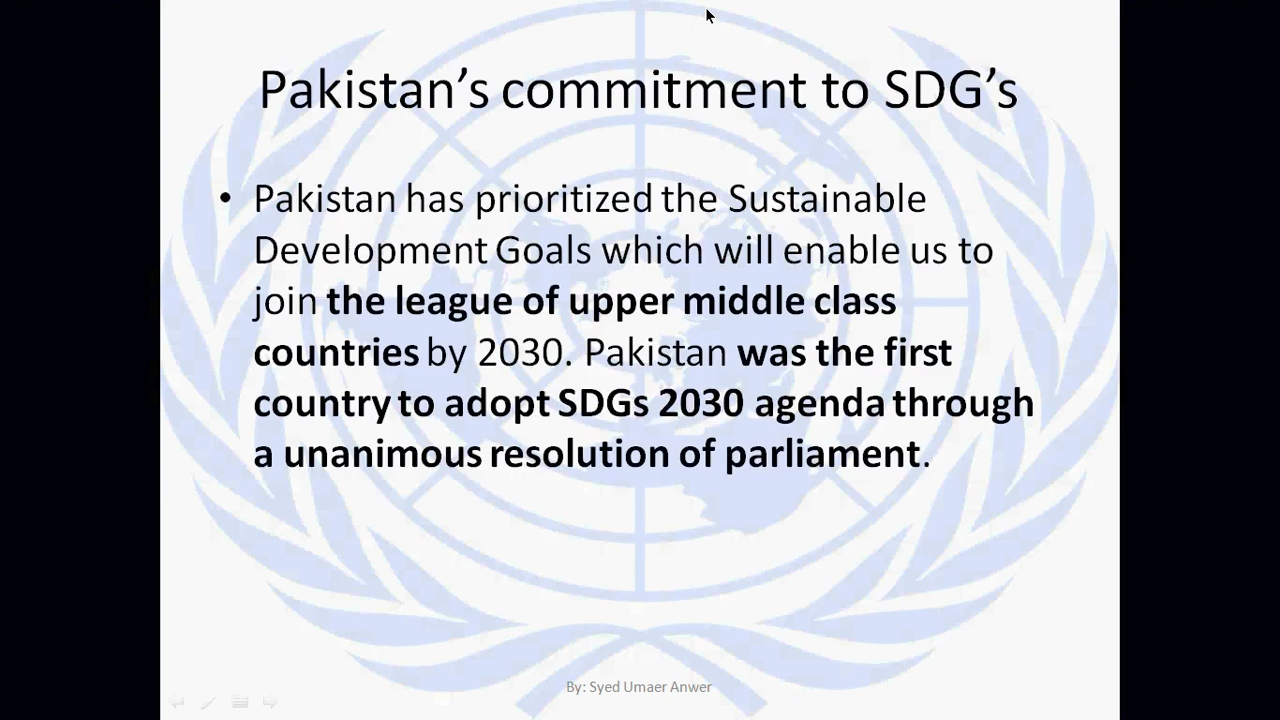 Pakistan’s commitment to SDG’s
• Pakistan has prioritized the Sustainable
Development Goals which will enable us to
join the league of upper middle class
countries by 2030. Pakistan was the first
country to adopt SDGs 2030 agenda through
a unanimous resolution of parliament.
By: Syed Umaer Anwer